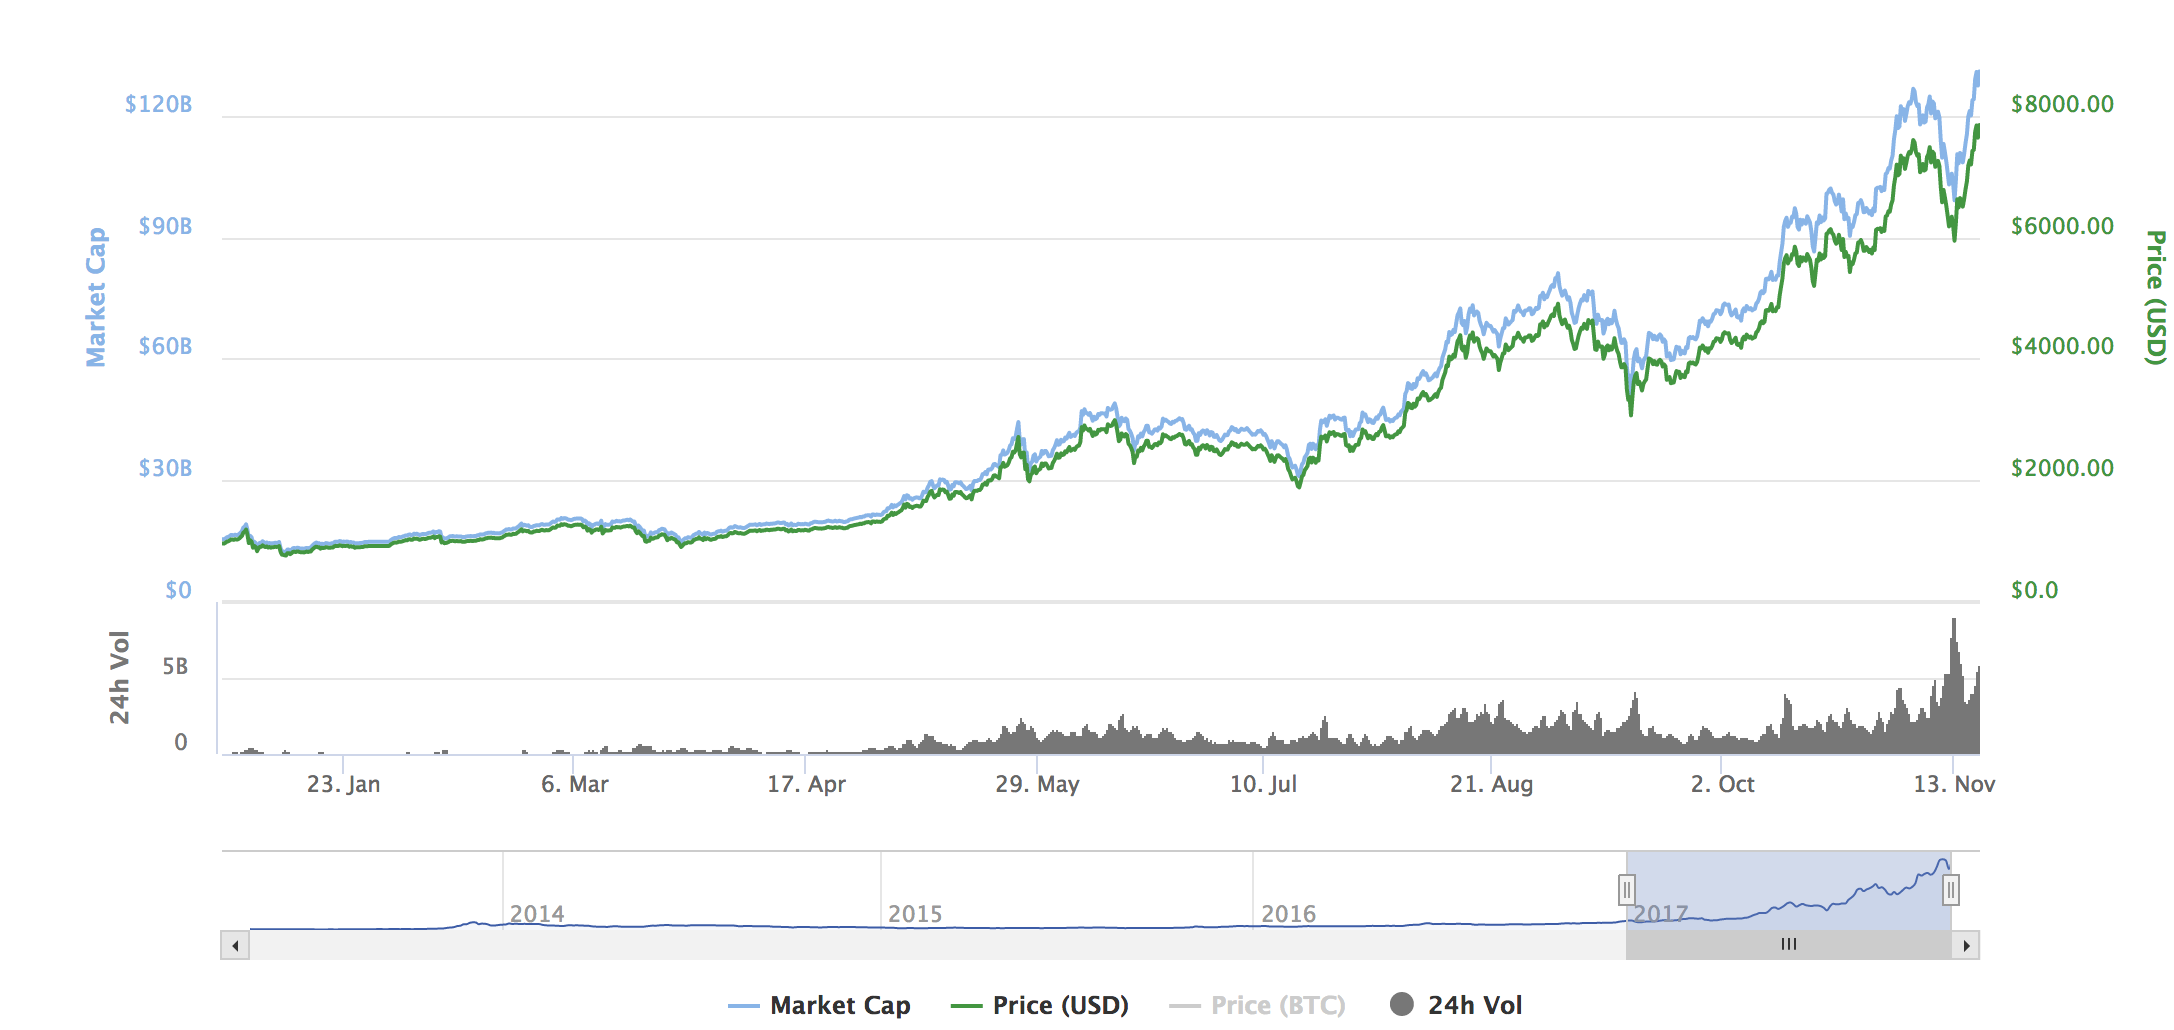 $120B
$8000.00
$90B
$6000.00
Market Cap
Price (USD)
$60B
$4000.00
$30B
$2000.00
$0
$0.0
24h Vol
5B
0
23. Jan
6. Mar
17. Apr
29. May
10. Jul
21. Aug
2. Oct
13. Nov
2014
2015
2016
2017
Market Cap
Price (USD)
Price (BTC)
24h Vol